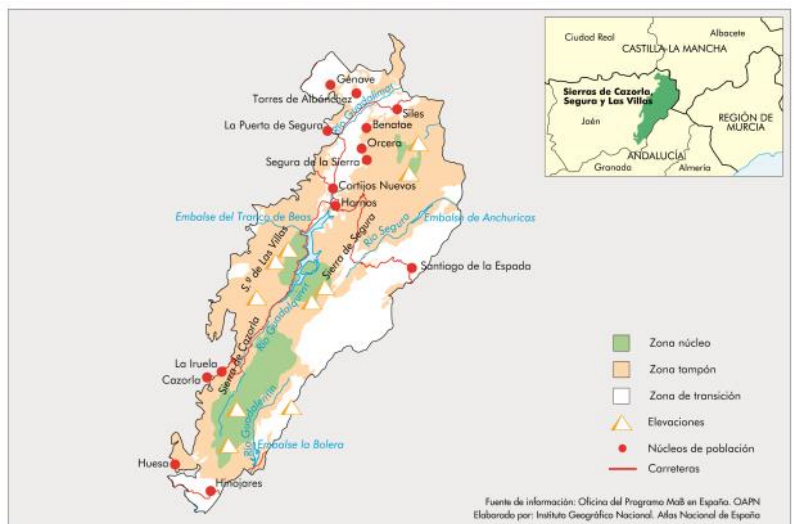 Ciudad Real
Albacete
CASTILLA-LA MANCHA
Sierras de Cazorla,
Segura y Las Villas
Jaén
REGIÓN DE
MURCIA
ANDALUCÍA
Granada
Almería
Génave
Torres de Albánchez
Río Guadalimar
Siles
La Puerta de Segura
Benatae
Orcera
Segura de la Sierra
Cortijos Nuevos
Hornos
Embalse del Tranco de Beas
Embalse de Anchuricas
Río Segura
S.ª de Las Villas
Sierra de Segura
Santiago de la Espada
Río Guadalquivir
Sierra de Cazorla
La Iruela
Cazorla
Río Guadalentín
Embalse la Bolera
Huesa
Hinojares
Zona núcleo
Zona tampón
Zona de transición
Elevaciones
Núcleos de población
Carreteras
Fuente de información: Oficina del Programa MaB en España. OAPN
Elaborado por: Instituto Geográfico Nacional. Atlas Nacional de España